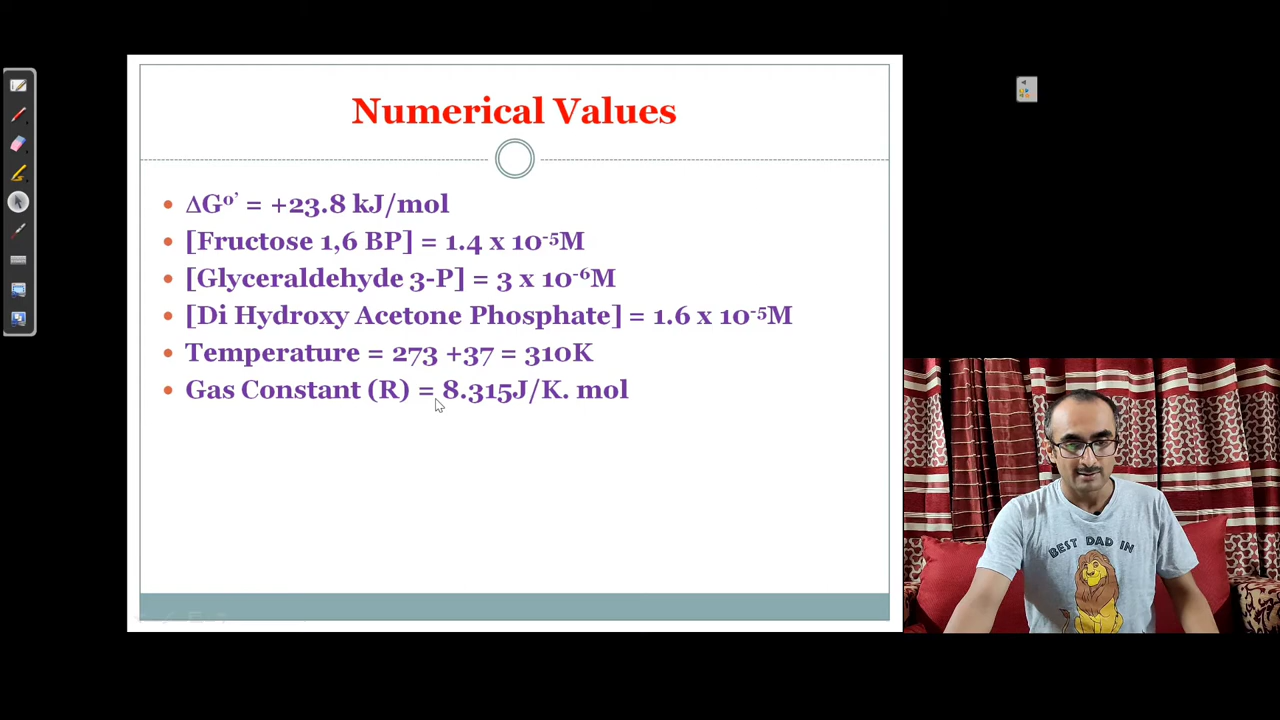 Numerical Values
• ΔG⁰’ = +23.8 kJ/mol
• [Fructose 1,6 BP] = 1.4 x 10⁻⁵M
• [Glyceraldehyde 3-P] = 3 x 10⁻⁶M
• [Di Hydroxy Acetone Phosphate] = 1.6 x 10⁻⁵M
• Temperature = 273 +37 = 310K
• Gas Constant (R) = 8.315J/K. mol
BEST DAD IN